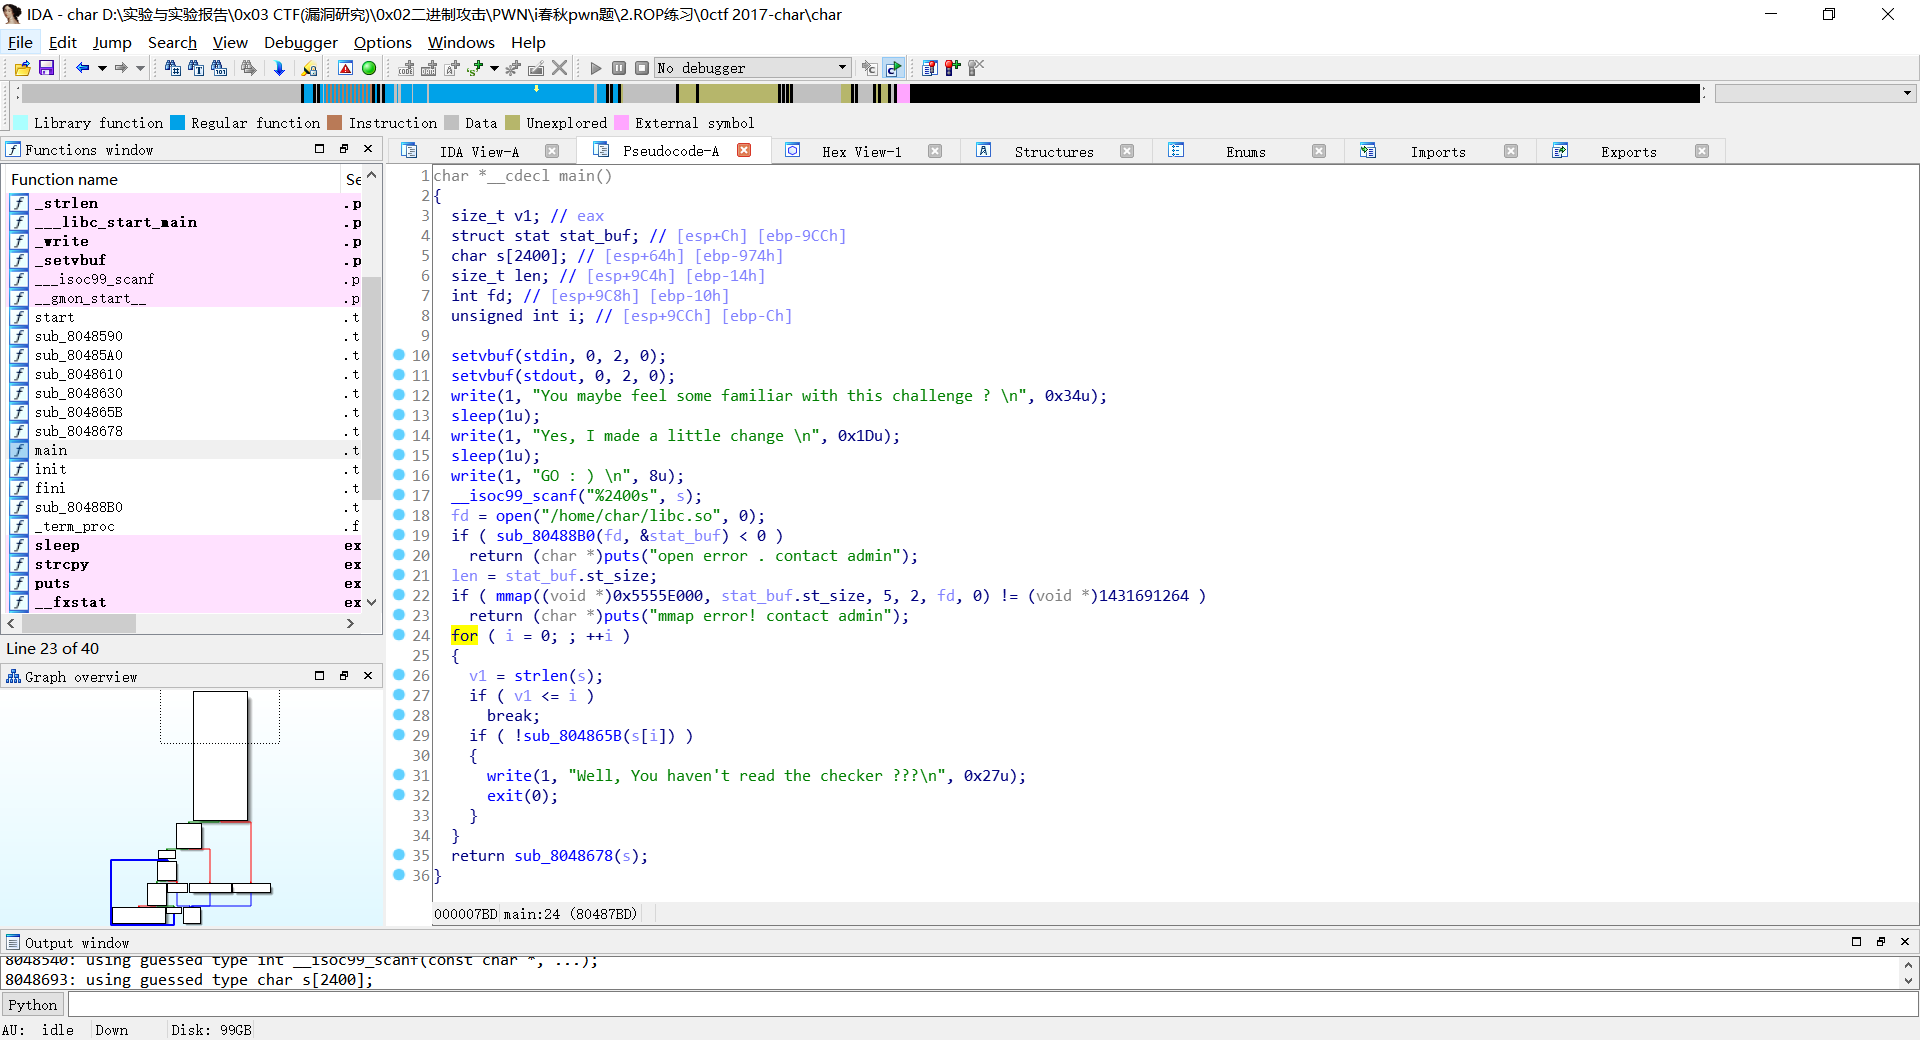 IDA - char D:\实验与实验报告\0x03 CTF(漏洞研究)\0x02二进制攻击\PWN\i春秋pwn题\2.ROP练习\0ctf 2017-char\char
File Edit Jump Search View Debugger Options Windows Help
No debugger
Library function Regular function Instruction Data Unexplored External symbol
Functions window
IDA View-A Pseudocode-A Hex View-1 Structures Enums Imports Exports
Function name Se
_strlen .p
___libc_start_main .p
_write .p
_setvbuf .p
___isoc99_scanf .p
__gmon_start__ .p
start .t
sub_8048590 .t
sub_80485A0 .t
sub_8048610 .t
sub_8048630 .t
sub_804865B .t
sub_8048678 .t
main .t
init .t
fini .t
sub_80488B0 .t
_term_proc .f
sleep ex
strcpy ex
puts ex
__fxstat ex
Line 23 of 40
Graph overview
1 char *__cdecl main()
2 {
3 size_t v1; // eax
4 struct stat stat_buf; // [esp+Ch] [ebp-9CCh]
5 char s[2400]; // [esp+64h] [ebp-974h]
6 size_t len; // [esp+9C4h] [ebp-14h]
7 int fd; // [esp+9C8h] [ebp-10h]
8 unsigned int i; // [esp+9CCh] [ebp-Ch]
9
10 setvbuf(stdin, 0, 2, 0);
11 setvbuf(stdout, 0, 2, 0);
12 write(1, "You maybe feel some familiar with this challenge ? \n", 0x34u);
13 sleep(1u);
14 write(1, "Yes, I made a little change \n", 0x1Du);
15 sleep(1u);
16 write(1, "GO : ) \n", 8u);
17 __isoc99_scanf("%2400s", s);
18 fd = open("/home/char/libc.so", 0);
19 if ( sub_80488B0(fd, &stat_buf) < 0 )
20 return (char *)puts("open error . contact admin");
21 len = stat_buf.st_size;
22 if ( mmap((void *)0x5555E000, stat_buf.st_size, 5, 2, fd, 0) != (void *)1431691264 )
23 return (char *)puts("mmap error! contact admin");
24 for ( i = 0; ; ++i )
25 {
26 v1 = strlen(s);
27 if ( v1 <= i )
28 break;
29 if ( !sub_804865B(s[i]) )
30 {
31 write(1, "Well, You haven't read the checker ???\n", 0x27u);
32 exit(0);
33 }
34 }
35 return sub_8048678(s);
36 }
000007BD main:24 (80487BD)
Output window
8048540: using guessed type int __isoc99_scanf(const char *, ...);
8048693: using guessed type char s[2400];
Python
AU: idle Down Disk: 99GB